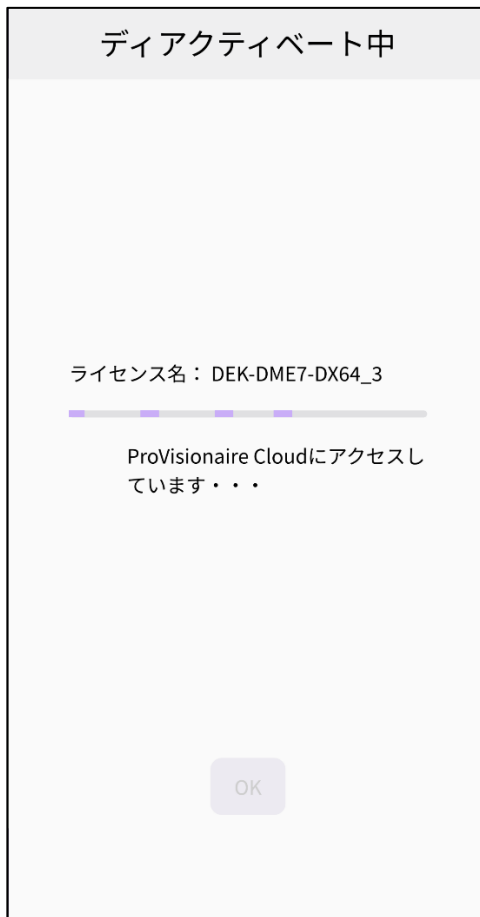 ディアクティベート中
ライセンス名： DEK-DME7-DX64_3
ProVisionaire Cloudにアクセスし
ています・・・
OK